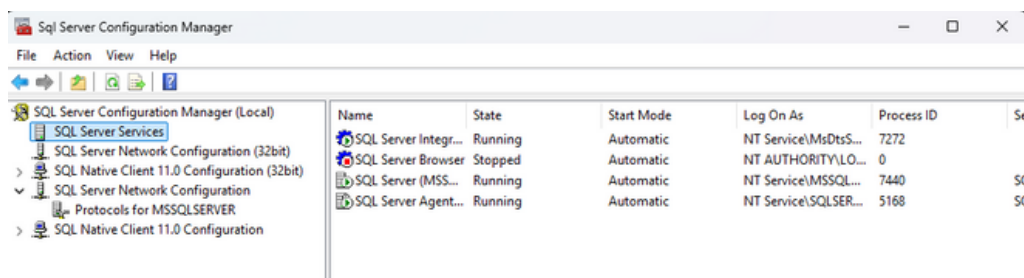 Sql Server Configuration Manager
File Action View Help
SQL Server Configuration Manager (Local)
SQL Server Services
SQL Server Network Configuration (32bit)
SQL Native Client 11.0 Configuration (32bit)
SQL Server Network Configuration
Protocols for MSSQLSERVER
SQL Native Client 11.0 Configuration
Name State Start Mode Log On As Process ID Se
SQL Server Integr... Running Automatic NT Service\MsDtsS... 7272
SQL Server Browser Stopped Automatic NT AUTHORITY\LO... 0
SQL Server (MSS... Running Automatic NT Service\MSSQL... 7440 SQ
SQL Server Agent... Running Automatic NT Service\SQLSER... 5168 SQ